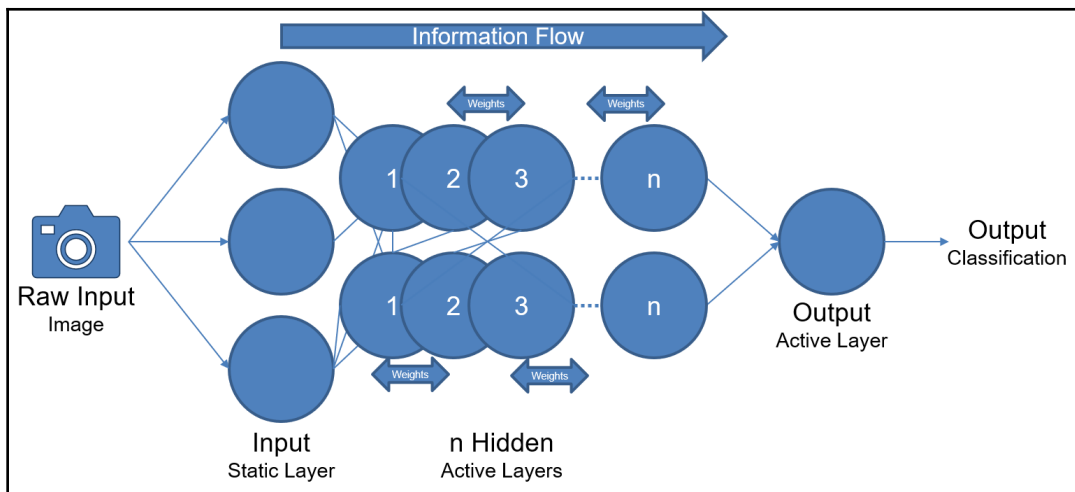 Information Flow
Weights
Weights
1
2
3
n
Raw Input
Image
1
2
3
n
Output
Active Layer
Output
Classification
Weights
Weights
Input
Static Layer
n Hidden
Active Layers